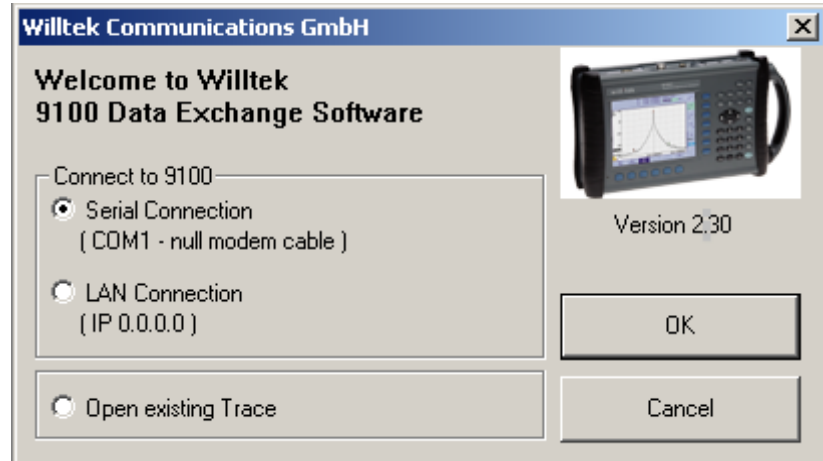 Willtek Communications GmbH
Welcome to Willtek
9100 Data Exchange Software
Connect to 9100
Serial Connection
( COM1 - null modem cable )
LAN Connection
( IP 0.0.0.0 )
Open existing Trace
Version 2.30
OK
Cancel